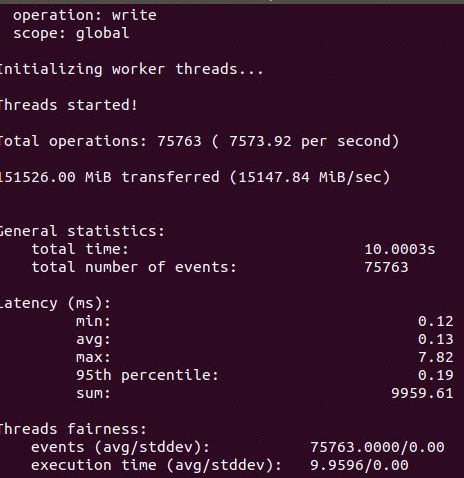 operation: write
scope: global
Initializing worker threads...
Threads started!
Total operations: 75763 ( 7573.92 per second)
151526.00 MiB transferred (15147.84 MiB/sec)
General statistics:
total time: 10.0003s
total number of events: 75763
Latency (ms):
min: 0.12
avg: 0.13
max: 7.82
95th percentile: 0.19
sum: 9959.61
Threads fairness:
events (avg/stddev): 75763.0000/0.00
execution time (avg/stddev): 9.9596/0.00